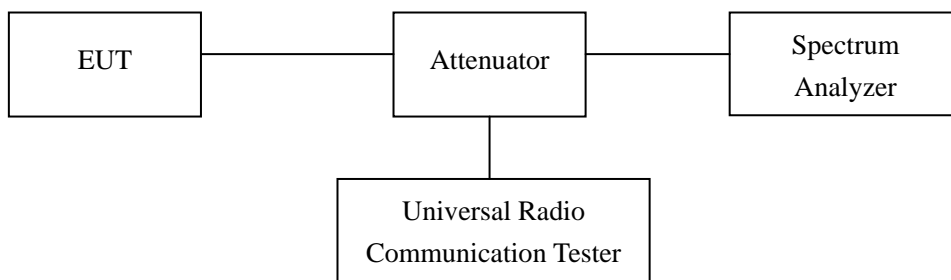 EUT
Attenuator
Spectrum
Analyzer
Universal Radio
Communication Tester